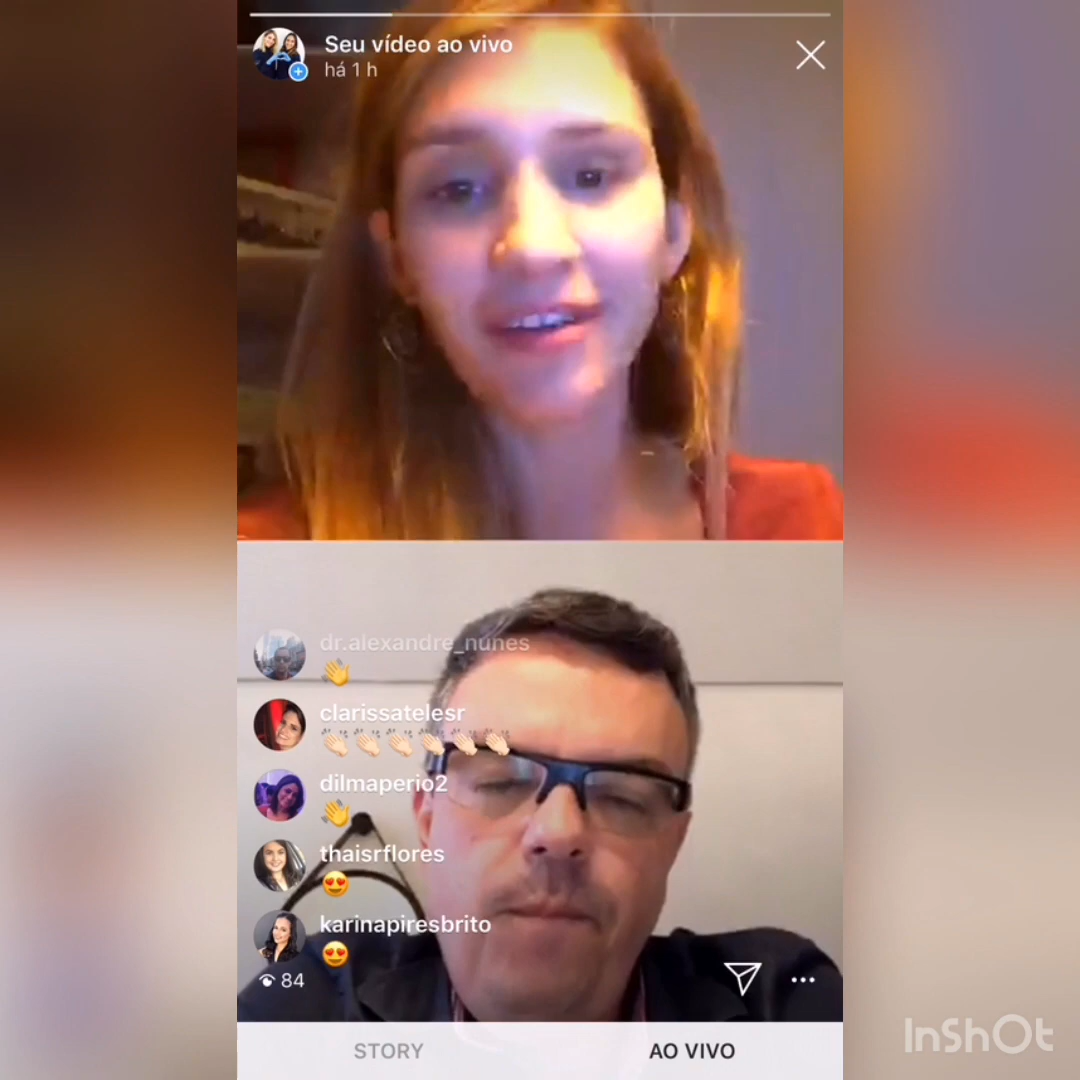 Seu vídeo ao vivo
há 1 h
dr.alexandre_nunes
clarissatelesr
dilmaperio2
thaisrflores
karinapiresbrito
84
STORY
AO VIVO
InShOt